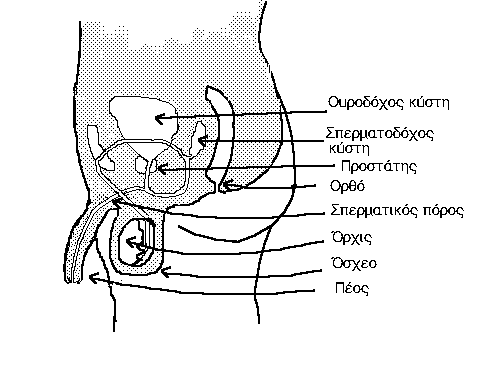 Ουροδόχος κύστη
Σπερματοδόχος
κύστη
Προστάτης
Ορθό
Σπερματικός πόρος
Όρχις
Όσχεο
Πέος